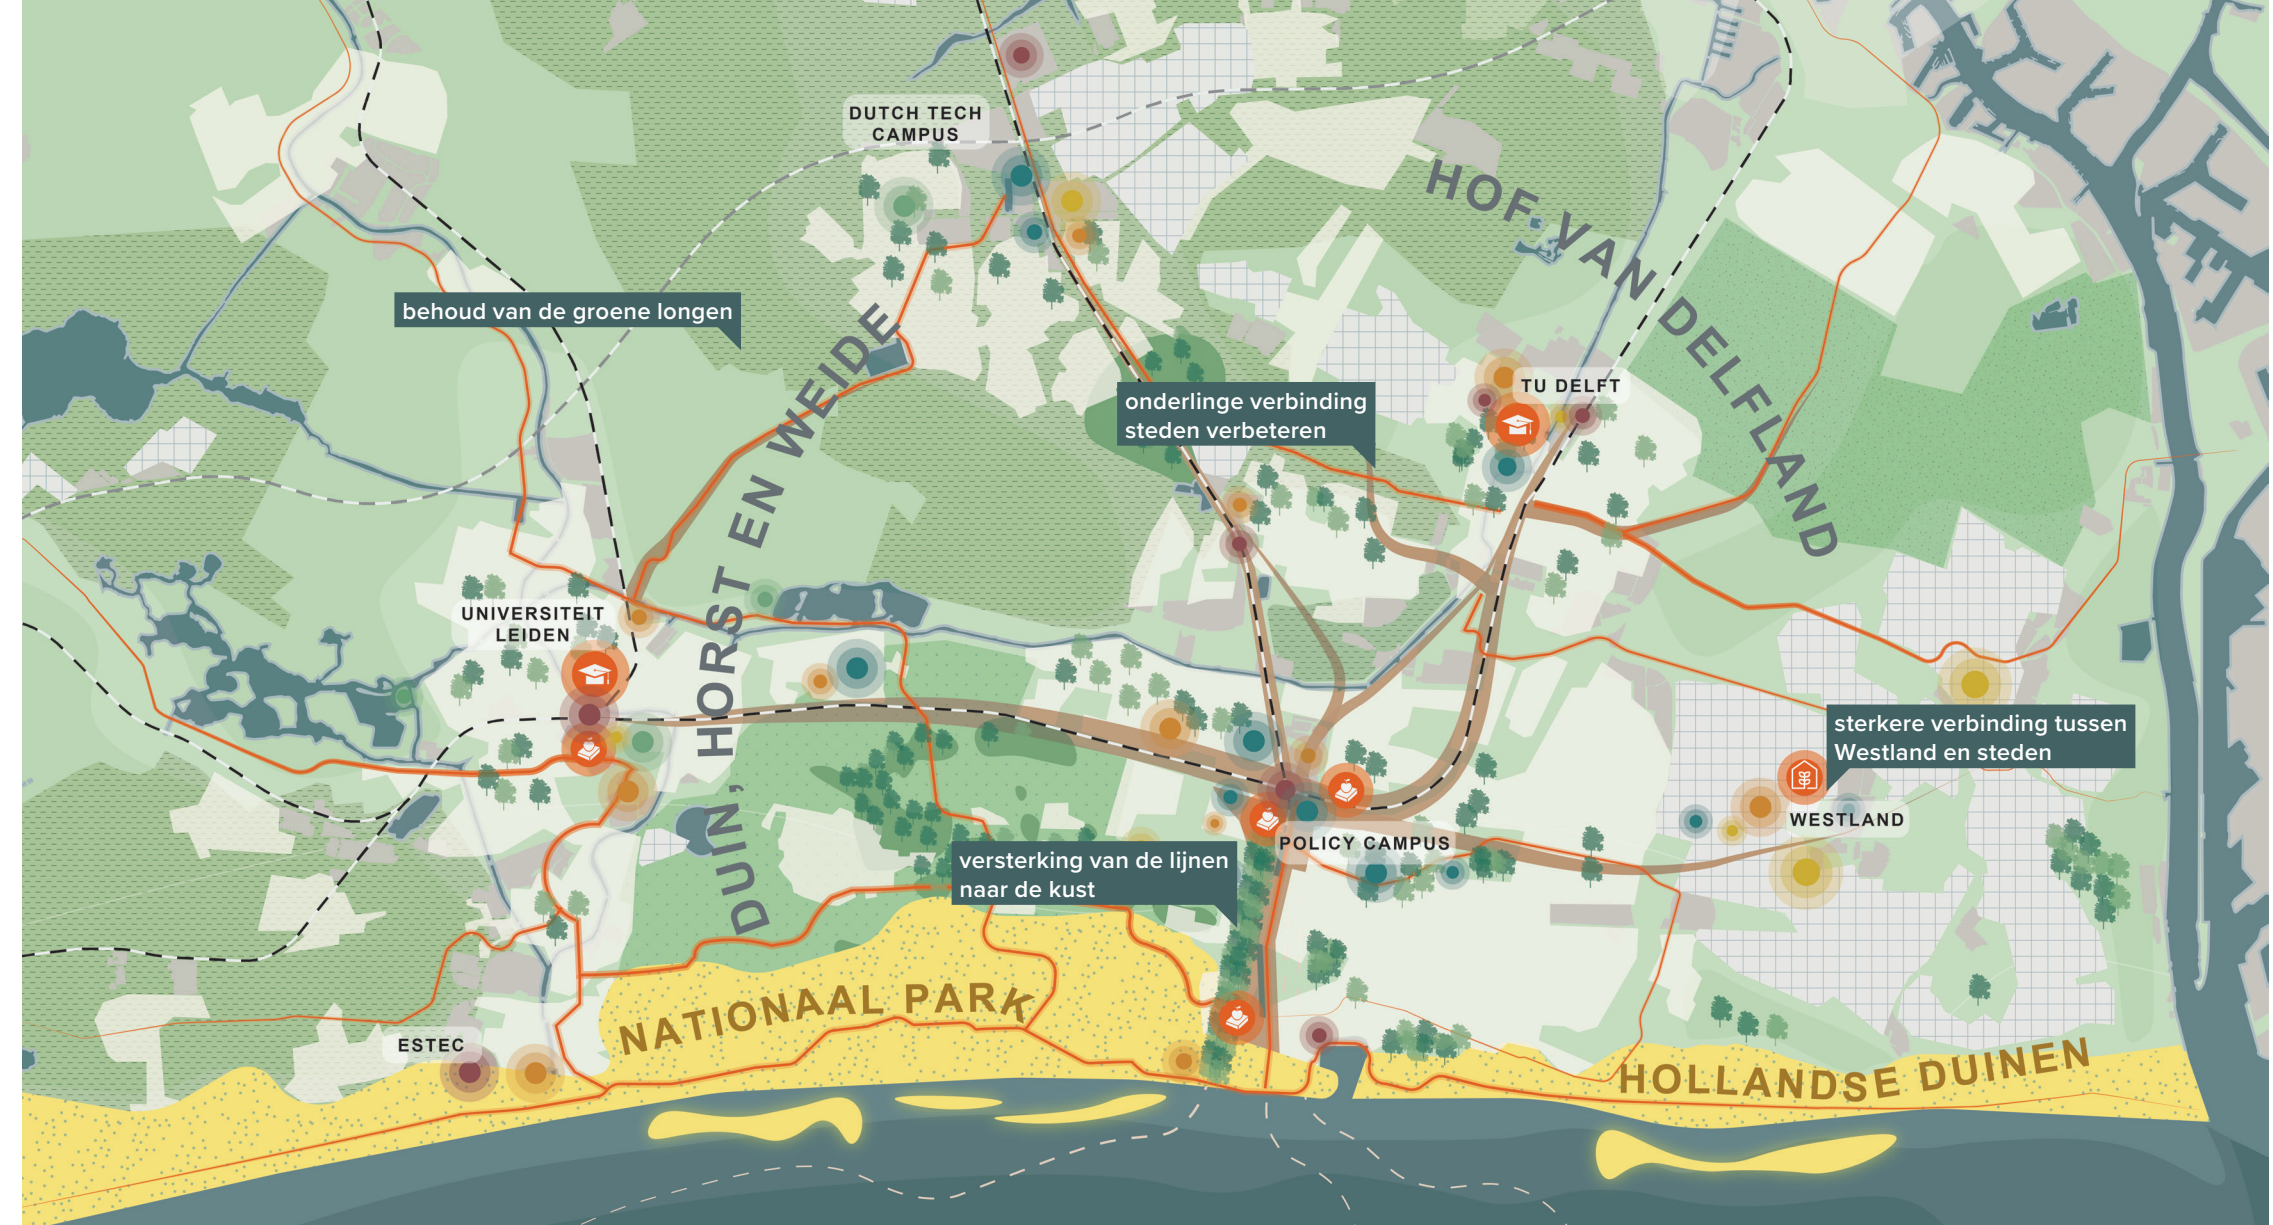 DUTCH TECH
CAMPUS
HOF VAN DELFLAND
behoud van de groene longen
TU DELFT
onderlinge verbinding
steden verbeteren
UNIVERSITEIT
LEIDEN
DUIN, HORST EN WEIDE
sterkere verbinding tussen
Westland en steden
WESTLAND
POLICY CAMPUS
versterking van de lijnen
naar de kust
NATIONAAL PARK
ESTEC
HOLLANDSE DUINEN